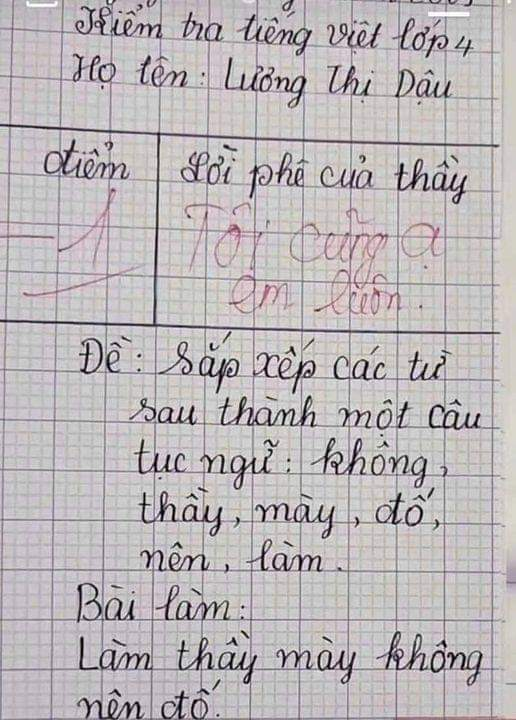 Kiểm tra tiếng việt lớp 4
Họ tên: Lương Thị Dậu
điểm
Lời phê của thầy
-1
Tôi cũng ạ
em luôn.
Đề: Sắp xếp các từ
sau thành một câu
tục ngữ: không,
thầy, mày, đố,
nên, làm.
Bài làm:
Làm thầy mày không
nên đố.